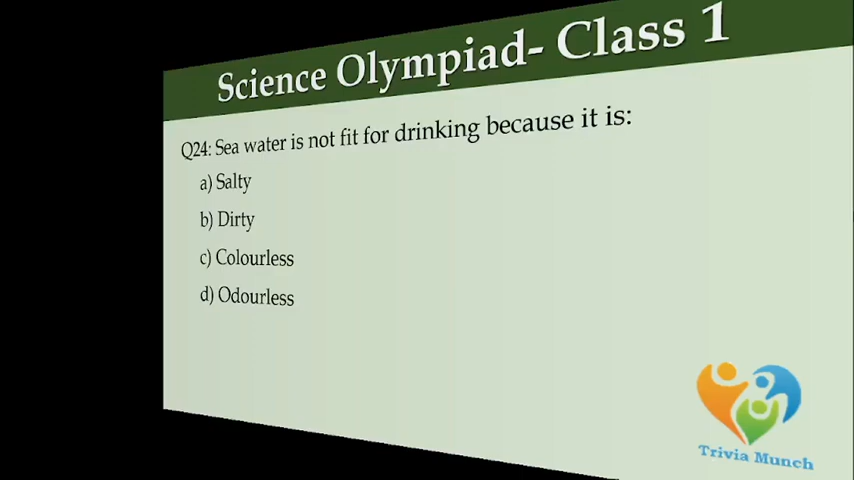 Science Olympiad- Class 1
Q24: Sea water is not fit for drinking because it is:
a) Salty
b) Dirty
c) Colourless
d) Odourless
Trivia Munch